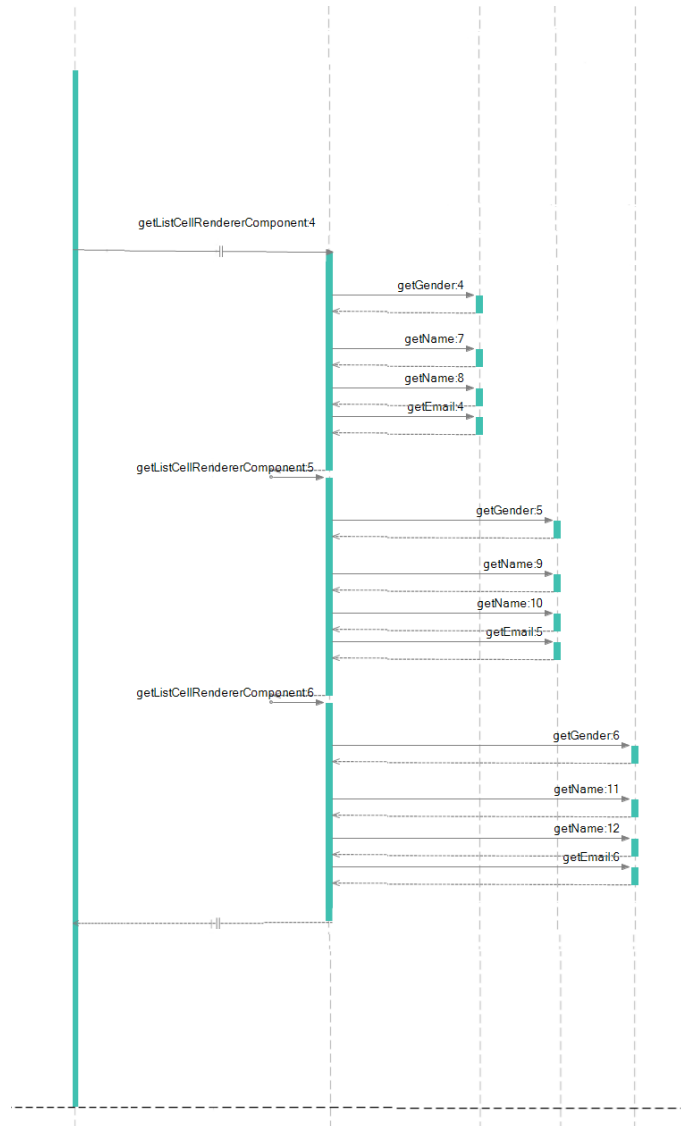 getListCellRendererComponent:4
getGender:4
getName:7
getName:8
getEmail:4
getListCellRendererComponent:5
getGender:5
getName:9
getName:10
getEmail:5
getListCellRendererComponent:6
getGender:6
getName:11
getName:12
getEmail:6